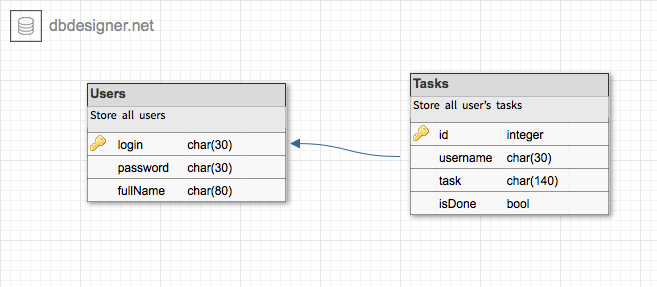 dbdesigner.net
Users
Store all users
login char(30)
password char(30)
fullName char(80)
Tasks
Store all user's tasks
id integer
username char(30)
task char(140)
isDone bool